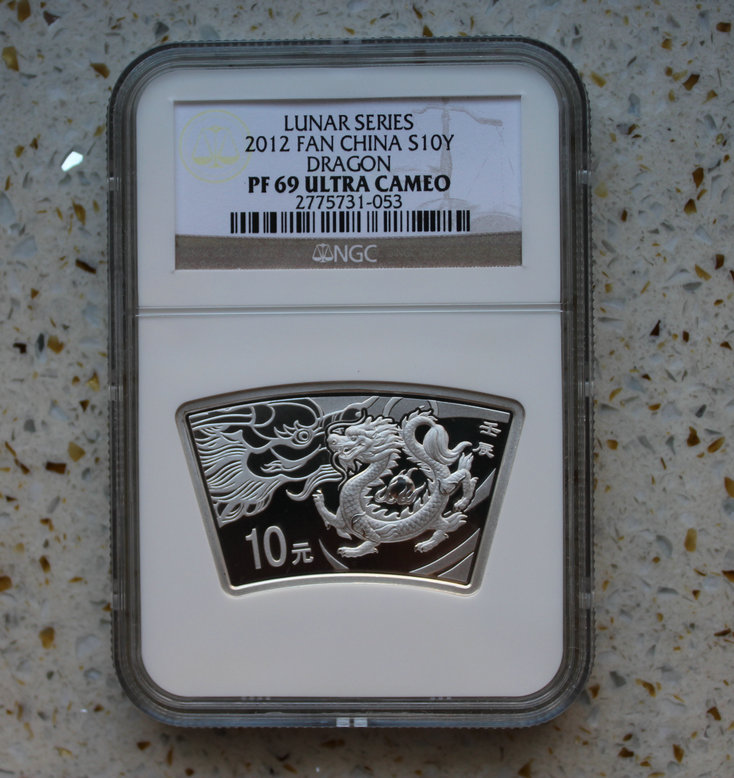 LUNAR SERIES
2012 FAN CHINA S10Y
DRAGON
PF 69 ULTRA CAMEO
2775731-053
NGC
壬辰
10元